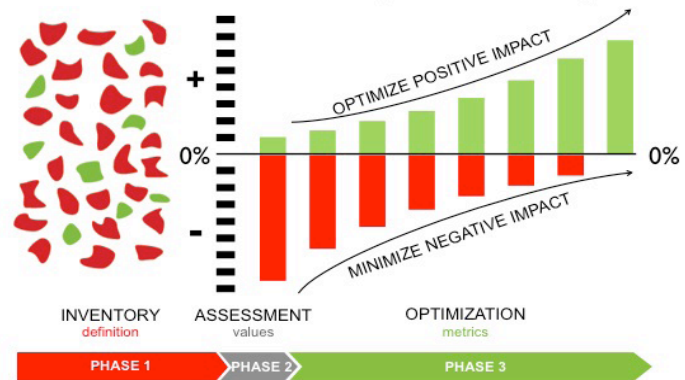 +
OPTIMIZE POSITIVE IMPACT
0%
0%
-
MINIMIZE NEGATIVE IMPACT
INVENTORY
definition
ASSESSMENT
values
OPTIMIZATION
metrics
PHASE 1
PHASE 2
PHASE 3